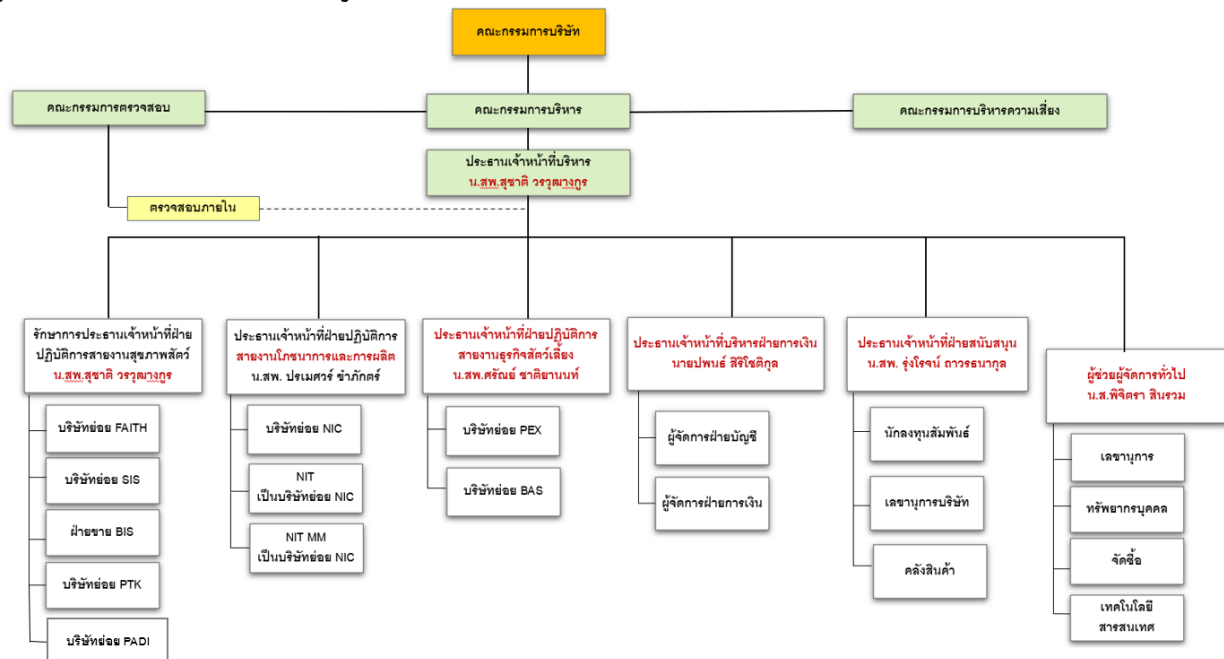 คณะกรรมการบริษัท
คณะกรรมการตรวจสอบ
คณะกรรมการบริหาร
คณะกรรมการบริหารความเสี่ยง
ประธานเจ้าหน้าที่บริหาร
น.สพ.สุชาติ วรวุฒางกูร
ตรวจสอบภายใน
รักษาการประธานเจ้าหน้าที่ฝ่าย
ปฏิบัติการสายงานสุขภาพสัตว์
น.สพ.สุชาติ วรวุฒางกูร
บริษัทย่อย FAITH
บริษัทย่อย SIS
ฝ่ายขาย BIS
บริษัทย่อย PTK
บริษัทย่อย PADI
ประธานเจ้าหน้าที่ฝ่ายปฏิบัติการ
สายงานโภชนาการและการผลิต
น.สพ. ปรเมศวร์ ขำภักตร์
บริษัทย่อย NIC
NIT
เป็นบริษัทย่อย NIC
NIT MM
เป็นบริษัทย่อย NIC
ประธานเจ้าหน้าที่ฝ่ายปฏิบัติการ
สายงานธุรกิจสัตว์เลี้ยง
น.สพ.ศรัณย์ ชาติยานนท์
บริษัทย่อย PEX
บริษัทย่อย BAS
ประธานเจ้าหน้าที่บริหารฝ่ายการเงิน
นายปพนธ์ สิริโชติกุล
ผู้จัดการฝ่ายบัญชี
ผู้จัดการฝ่ายการเงิน
ประธานเจ้าหน้าที่ฝ่ายสนับสนุน
น.สพ. รุ่งโรจน์ ถาวรธนากุล
นักลงทุนสัมพันธ์
เลขานุการบริษัท
คลังสินค้า
ผู้ช่วยผู้จัดการทั่วไป
น.ส.พิจิตรา สินรวม
เลขานุการ
ทรัพยากรบุคคล
จัดซื้อ
เทคโนโลยี
สารสนเทศ